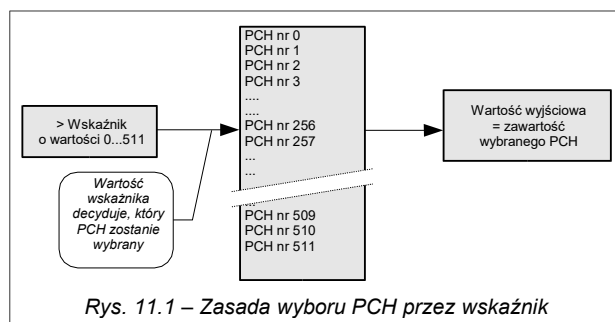 PCH nr 0
PCH nr 1
PCH nr 2
PCH nr 3
....
....
PCH nr 256
PCH nr 257
...
...
...
PCH nr 509
PCH nr 510
PCH nr 511
> Wskaźnik
o wartości 0...511
Wartość
wskaźnika
decyduje, który
PCH zostanie
wybrany
Wartość wyjściowa
= zawartość
wybranego PCH
Rys. 11.1 – Zasada wyboru PCH przez wskaźnik